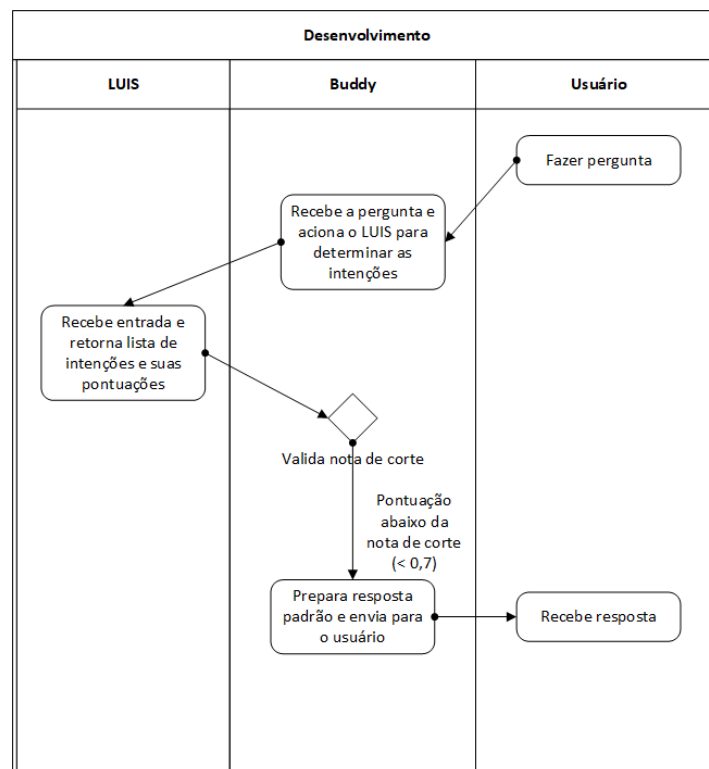 Desenvolvimento
LUIS
Buddy
Usuário
Fazer pergunta
Recebe a pergunta e
aciona o LUIS para
determinar as
intenções
Recebe entrada e
retorna lista de
intenções e suas
pontuações
Valida nota de corte
Pontuação
abaixo da
nota de corte
(< 0,7)
Prepara resposta
padrão e envia para
o usuário
Recebe resposta